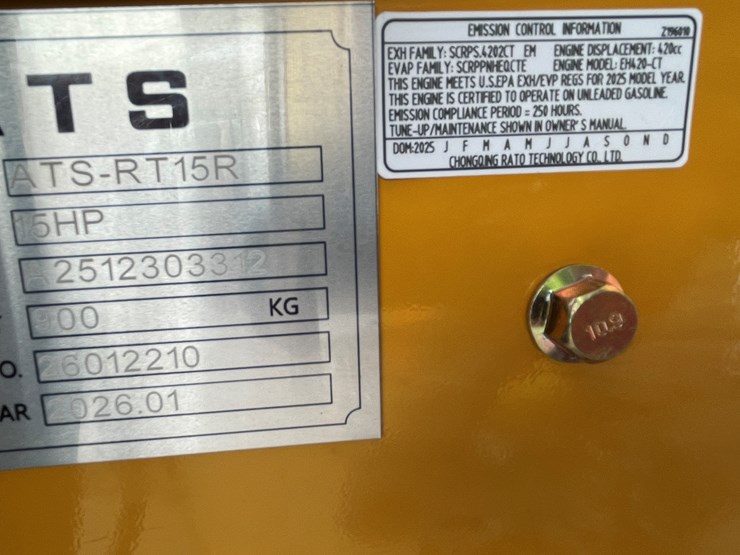 ATS
ATS-RT15R
15HP
A2512303312
00 KG
O. 26012210
AR 2026.01
EMISSION CONTROL INFORMATION
EXH FAMILY: SCRPS.4202CT EM ENGINE DISPLACEMENT: 420cc
EVAP FAMILY: SCRPPNHEQCTE ENGINE MODEL: EH420-CT
THIS ENGINE MEETS U.S.EPA EXH/EVP REGS FOR 2025 MODEL YEAR.
THIS ENGINE IS CERTIFIED TO OPERATE ON UNLEADED GASOLINE.
EMISSION COMPLIANCE PERIOD = 250 HOURS.
TUNE-UP/MAINTENANCE SHOWN IN OWNER'S MANUAL
DOM:2025 J F M A M J J A S O N D
CHONGQING RATO TECHNOLOGY CO., LTD.
10.9